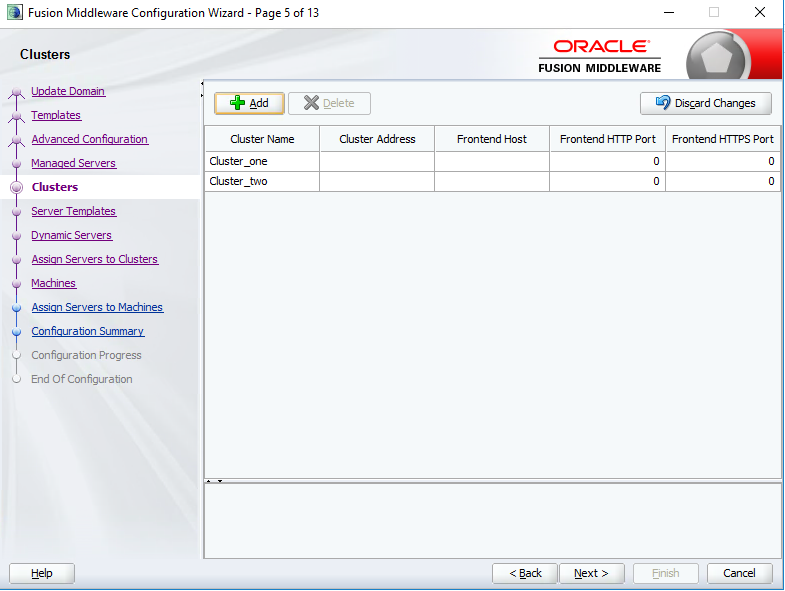 Fusion Middleware Configuration Wizard - Page 5 of 13
Clusters
ORACLE
FUSION MIDDLEWARE
Update Domain
Templates
Advanced Configuration
Managed Servers
Clusters
Server Templates
Dynamic Servers
Assign Servers to Clusters
Machines
Assign Servers to Machines
Configuration Summary
Configuration Progress
End Of Configuration
Add Delete Discard Changes
Cluster Name Cluster Address Frontend Host Frontend HTTP Port Frontend HTTPS Port
Cluster_one 0 0
Cluster_two 0 0
Help < Back Next > Finish Cancel